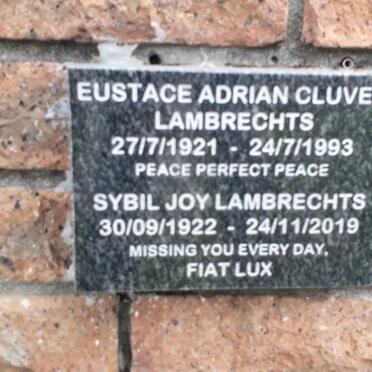 EUSTACE ADRIAN CLUVE
LAMBRECHTS
27/7/1921 - 24/7/1993
PEACE PERFECT PEACE
SYBIL JOY LAMBRECHTS
30/09/1922 - 24/11/2019
MISSING YOU EVERY DAY,
FIAT LUX